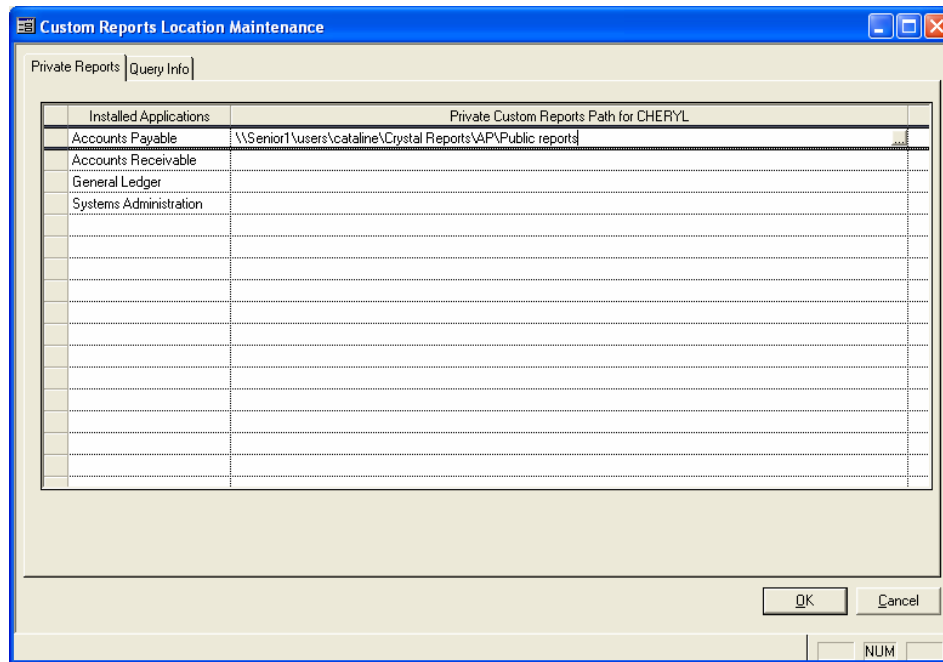 Custom Reports Location Maintenance
Private Reports Query Info
Installed Applications Private Custom Reports Path for CHERYL
Accounts Payable \\Senior1\users\cataline\Crystal Reports\AP\Public reports ...
Accounts Receivable
General Ledger
Systems Administration
OK Cancel
NUM